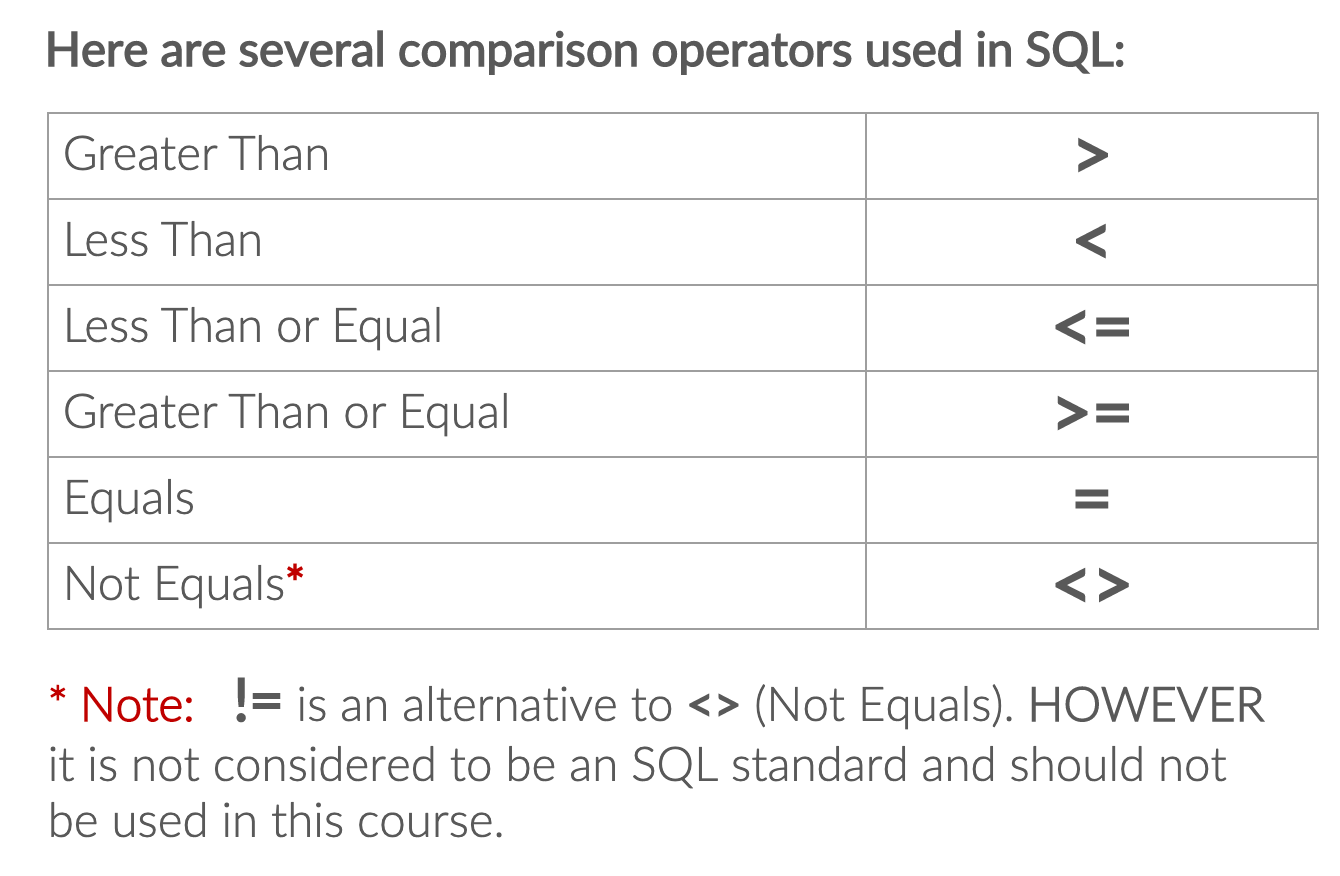 Here are several comparison operators used in SQL:
Greater Than >
Less Than <
Less Than or Equal <=
Greater Than or Equal >=
Equals =
Not Equals* <>
* Note: != is an alternative to <> (Not Equals). HOWEVER
it is not considered to be an SQL standard and should not
be used in this course.